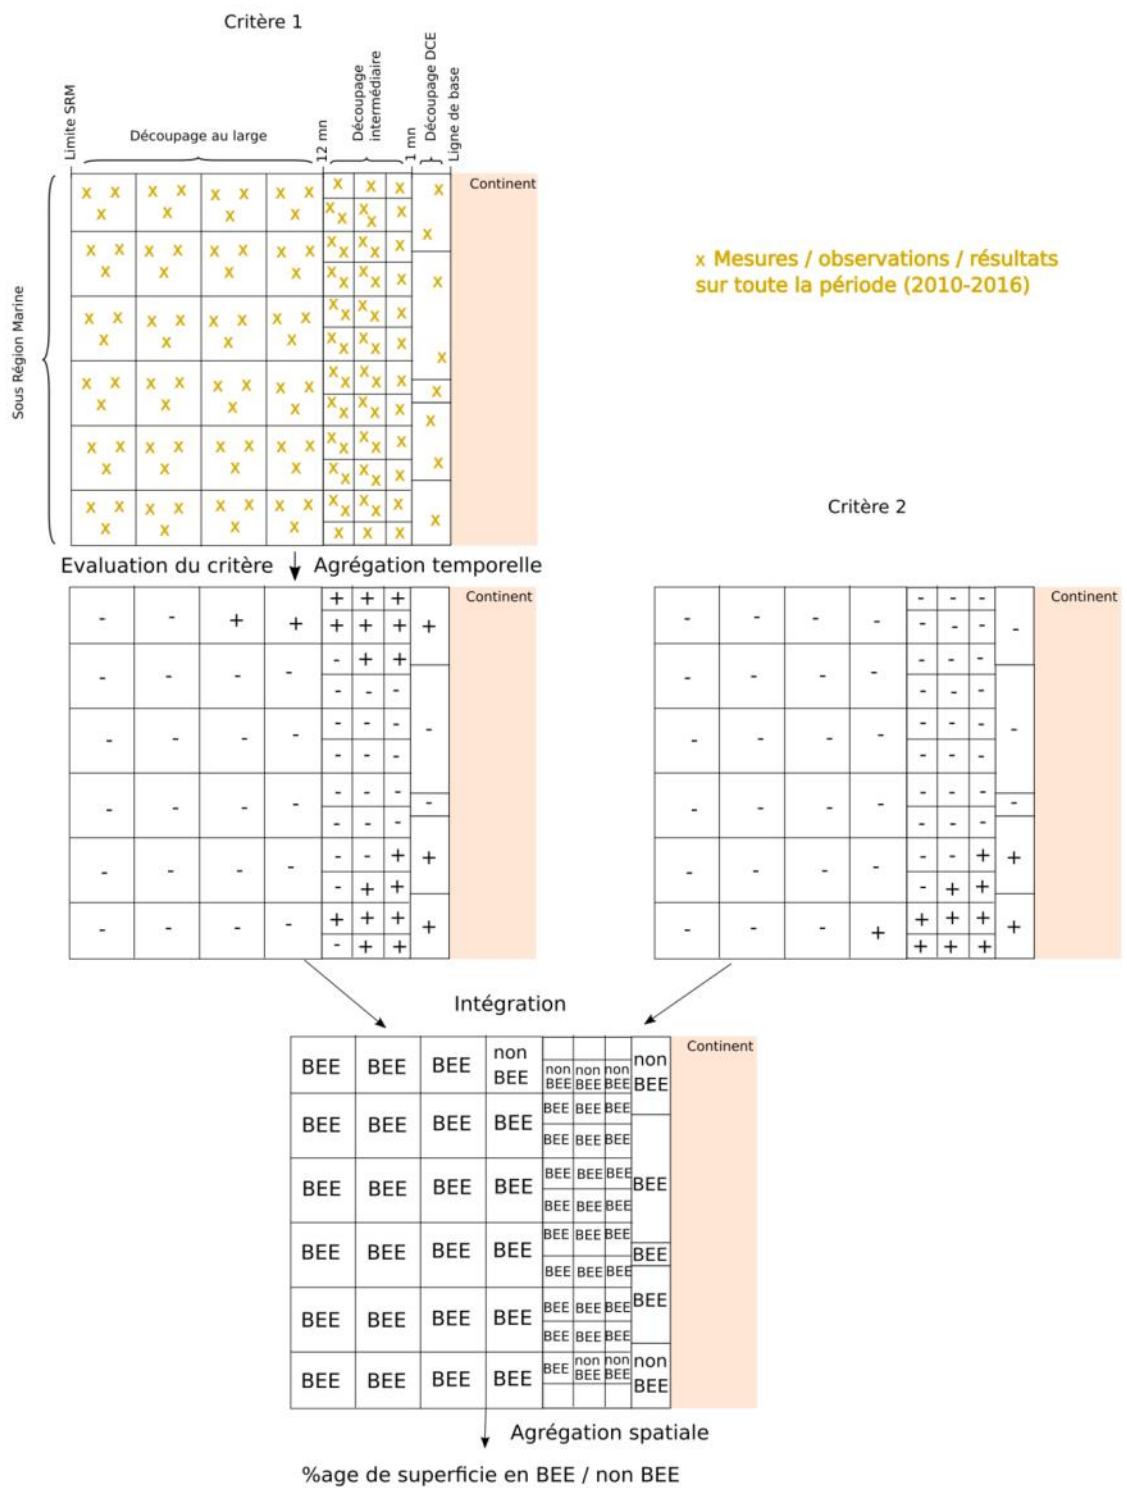 Critère 1
Limite SRM
Découpage au large
12 mn
Découpage
intermédiaire
1 mn
Découpage DCE
Ligne de base
Continent
Sous Région Marine
x Mesures / observations / résultats
sur toute la période (2010-2016)
Critère 2
Evaluation du critère
Agrégation temporelle
Continent
Continent
Intégration
Continent
BEE BEE BEE non BEE non BEE non BEE non BEE non BEE
BEE BEE BEE BEE BEE BEE BEE
BEE BEE BEE
BEE BEE BEE BEE BEE BEE BEE BEE
BEE BEE BEE
BEE BEE BEE BEE BEE BEE BEE BEE
BEE BEE BEE
BEE BEE BEE BEE BEE BEE BEE BEE
BEE BEE BEE
BEE BEE BEE BEE BEE non BEE non BEE non BEE
Agrégation spatiale
%age de superficie en BEE / non BEE